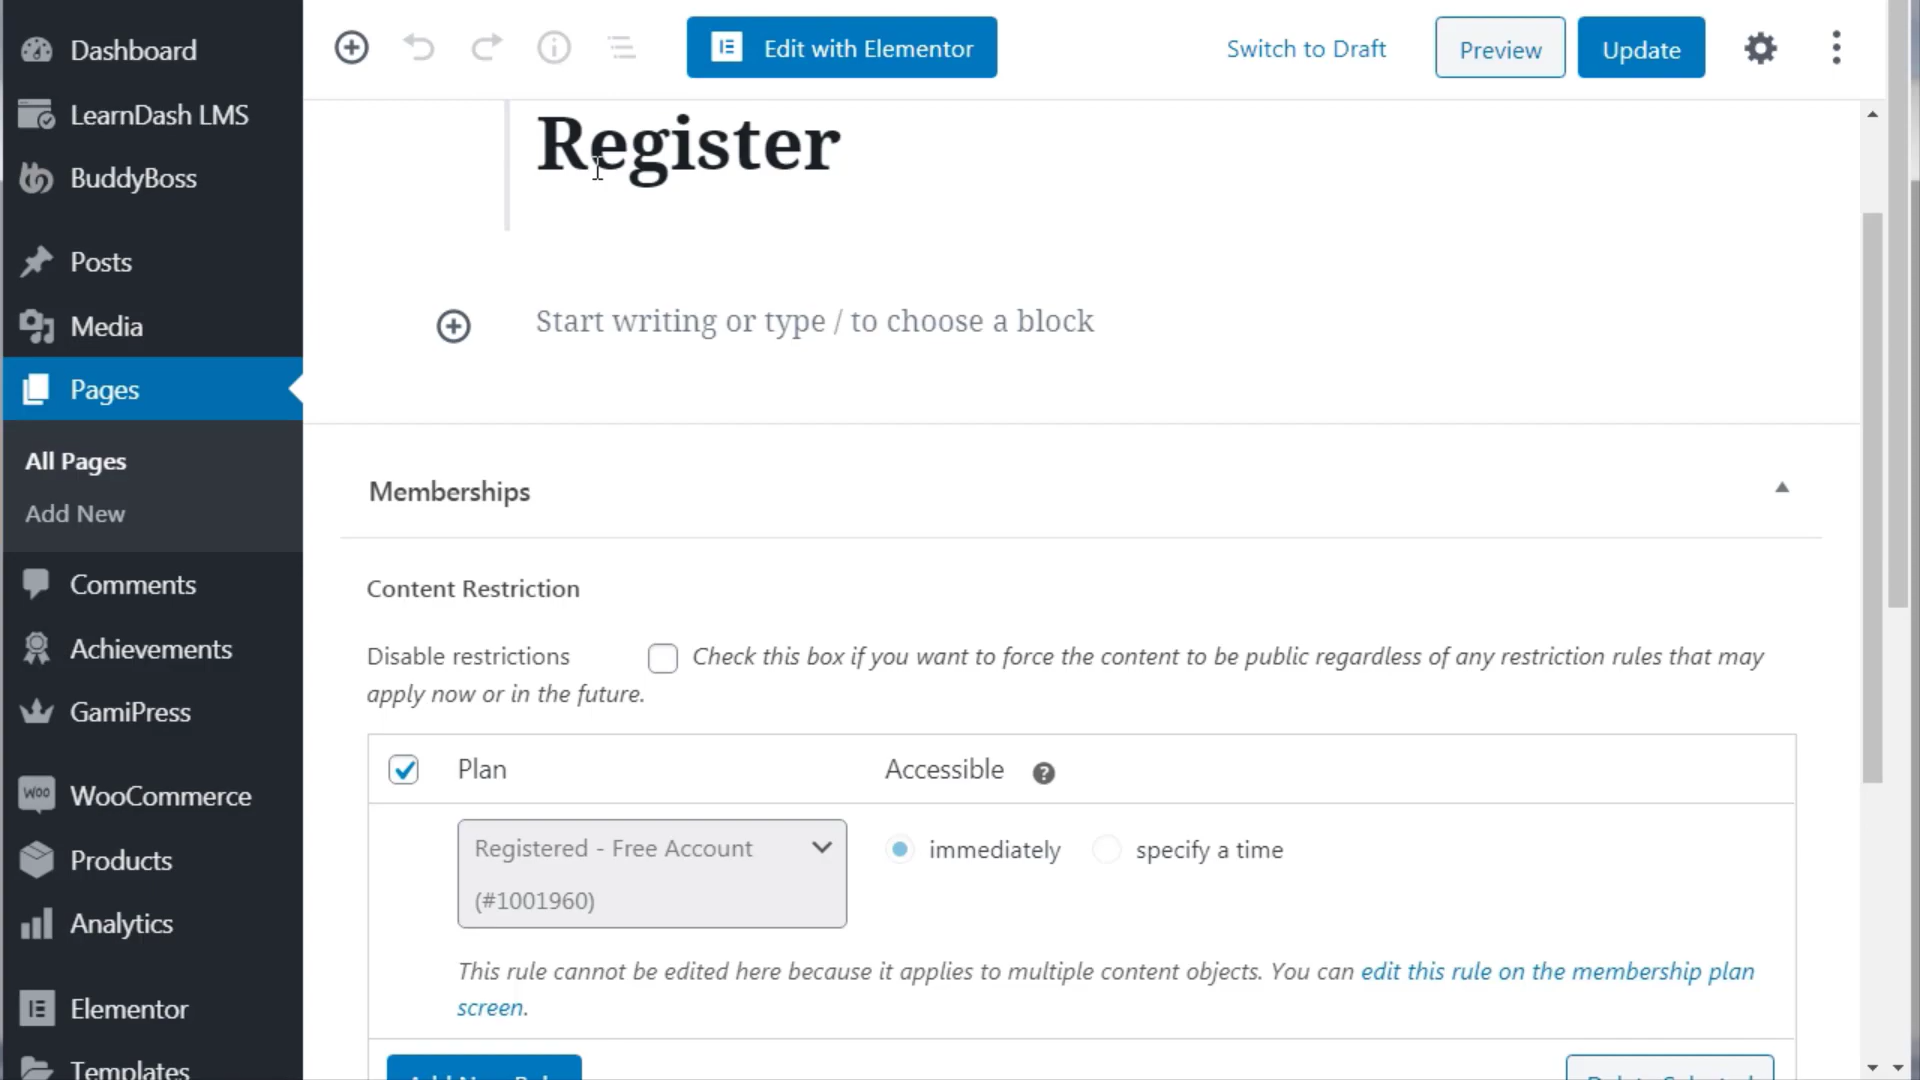 Dashboard
LearnDash LMS
BuddyBoss
Posts
Media
Pages
All Pages
Add New
Comments
Achievements
GamiPress
WOO WooCommerce
Products
Analytics
Elementor
Templates
Edit with Elementor
Switch to Draft
Preview
Update
Register
Start writing or type / to choose a block
Memberships
Content Restriction
Disable restrictions Check this box if you want to force the content to be public regardless of any restriction rules that may
apply now or in the future.
Plan Accessible ?
Registered - Free Account
(#1001960)
immediately specify a time
This rule cannot be edited here because it applies to multiple content objects. You can edit this rule on the membership plan
screen.